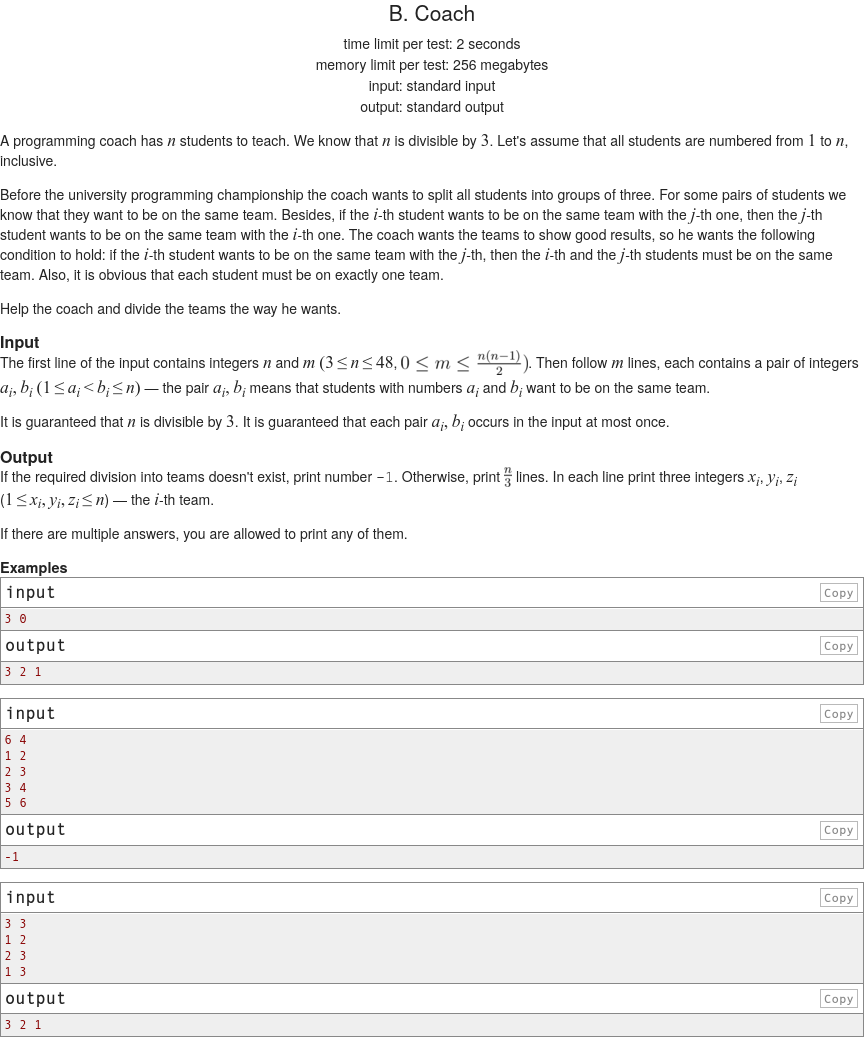 B. Coach
time limit per test: 2 seconds
memory limit per test: 256 megabytes
input: standard input
output: standard output
A programming coach has n students to teach. We know that n is divisible by 3. Let's assume that all students are numbered from 1 to n,
inclusive.
Before the university programming championship the coach wants to split all students into groups of three. For some pairs of students we
know that they want to be on the same team. Besides, if the i-th student wants to be on the same team with the j-th one, then the j-th
student wants to be on the same team with the i-th one. The coach wants the teams to show good results, so he wants the following
condition to hold: if the i-th student wants to be on the same team with the j-th, then the i-th and the j-th students must be on the same
team. Also, it is obvious that each student must be on exactly one team.
Help the coach and divide the teams the way he wants.
Input
The first line of the input contains integers n and m (3 ≤ n ≤ 48, 0 ≤ m ≤ n(n−1)/2). Then follow m lines, each contains a pair of integers
a_i, b_i (1 ≤ a_i < b_i ≤ n) — the pair a_i, b_i means that students with numbers a_i and b_i want to be on the same team.
It is guaranteed that n is divisible by 3. It is guaranteed that each pair a_i, b_i occurs in the input at most once.
Output
If the required division into teams doesn't exist, print number -1. Otherwise, print n/3 lines. In each line print three integers x_i, y_i, z_i
(1 ≤ x_i, y_i, z_i ≤ n) — the i-th team.
If there are multiple answers, you are allowed to print any of them.
Examples
input Copy
3 0
output Copy
3 2 1
input Copy
6 4
1 2
2 3
3 4
5 6
output Copy
-1
input Copy
3 3
1 2
2 3
1 3
output Copy
3 2 1